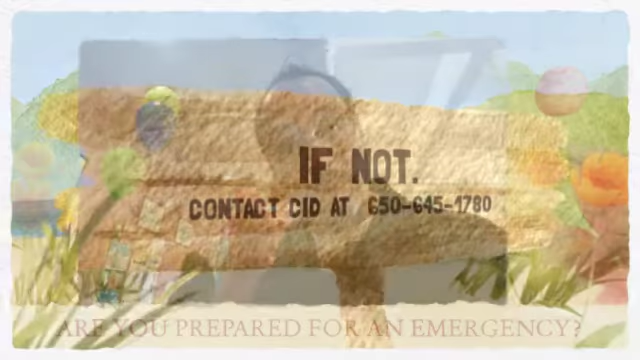 IF NOT.
CONTACT CID AT 650-645-1780
ARE YOU PREPARED FOR AN EMERGENCY?